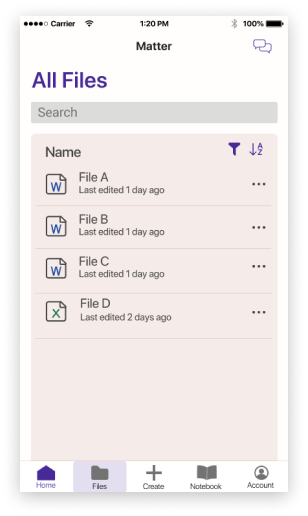 Carrier 1:20 PM 100%
Matter
All Files
Search
Name A Z
W File A
Last edited 1 day ago
W File B
Last edited 1 day ago
W File C
Last edited 1 day ago
X File D
Last edited 2 days ago
Home Files Create Notebook Account